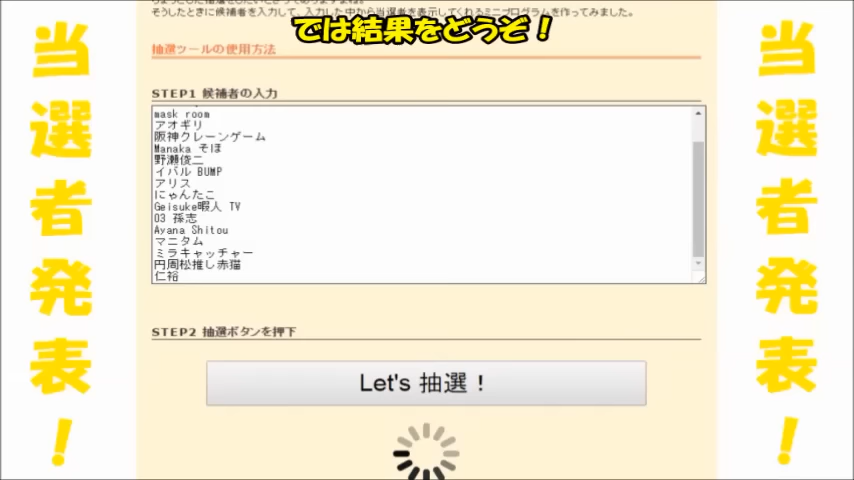 そうしたときに候補者を入力して、入力した中から当選者を表示してくれるミニプログラムを作ってみました。
では結果をどうぞ！
抽選ツールの使用方法
STEP1 候補者の入力
mask room
アオギリ
阪神クレーンゲーム
Manaka そほ
野瀬俊二
イバル BUMP
アリス
にゃんたこ
Geisuke暇人 TV
03 孫志
Ayana Shitou
マニタム
ミラキャッチャー
円周松推し赤猫
仁裕
STEP2 抽選ボタンを押下
Let's 抽選！
当選者発表！
当選者発表！